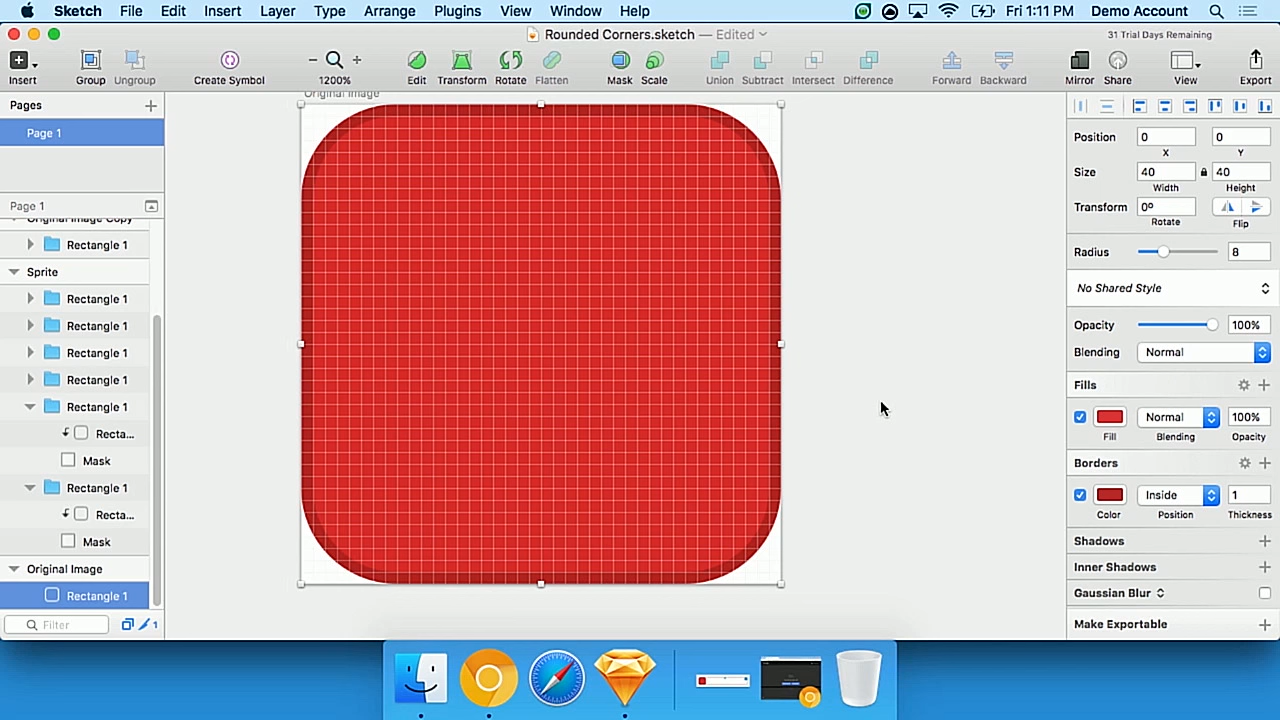 Sketch File Edit Insert Layer Type Arrange Plugins View Window Help Fri 1:11 PM Demo Account
Rounded Corners.sketch — Edited
31 Trial Days Remaining
Insert Group Ungroup Create Symbol 1200% Edit Transform Rotate Flatten Mask Scale Union Subtract Intersect Difference Forward Backward Mirror Share View Export
Pages
Page 1
Page 1
Original Image Copy
Rectangle 1
Sprite
Rectangle 1
Rectangle 1
Rectangle 1
Rectangle 1
Rectangle 1
Recta...
Mask
Rectangle 1
Recta...
Mask
Original Image
Rectangle 1
Filter 1
Original Image
Position 0 0
X Y
Size 40 40
Width Height
Transform 0º
Rotate Flip
Radius 8
No Shared Style
Opacity 100%
Blending Normal
Fills
Normal 100%
Fill Blending Opacity
Borders
Inside 1
Color Position Thickness
Shadows
Inner Shadows
Gaussian Blur
Make Exportable